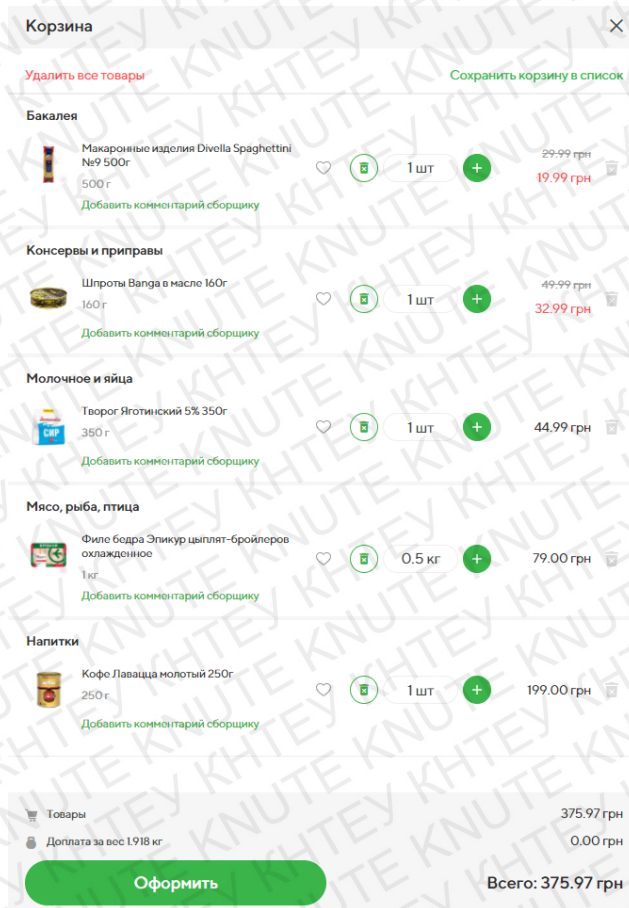 Корзина
Удалить все товары
Сохранить корзину в список
Бакалея
Макаронные изделия Divella Spaghettini
№9 500г
500 г
Добавить комментарий сборщику
1 шт
29.99 грн
19.99 грн
Консервы и приправы
Шпроты Banga в масле 160г
160 г
Добавить комментарий сборщику
1 шт
49.99 грн
32.99 грн
Молочное и яйца
Творог Яготинский 5% 350г
350 г
Добавить комментарий сборщику
СИР
1 шт
44.99 грн
Мясо, рыба, птица
Филе бедра Эпикур цыплят-бройлеров
охлажденное
1 кг
Добавить комментарий сборщику
0.5 кг
79.00 грн
Напитки
Кофе Лавацца молотый 250г
250 г
Добавить комментарий сборщику
1 шт
199.00 грн
Товары
375.97 грн
Доплата за вес 1.918 кг
0.00 грн
Оформить
Всего: 375.97 грн
KNUTE KHTEY